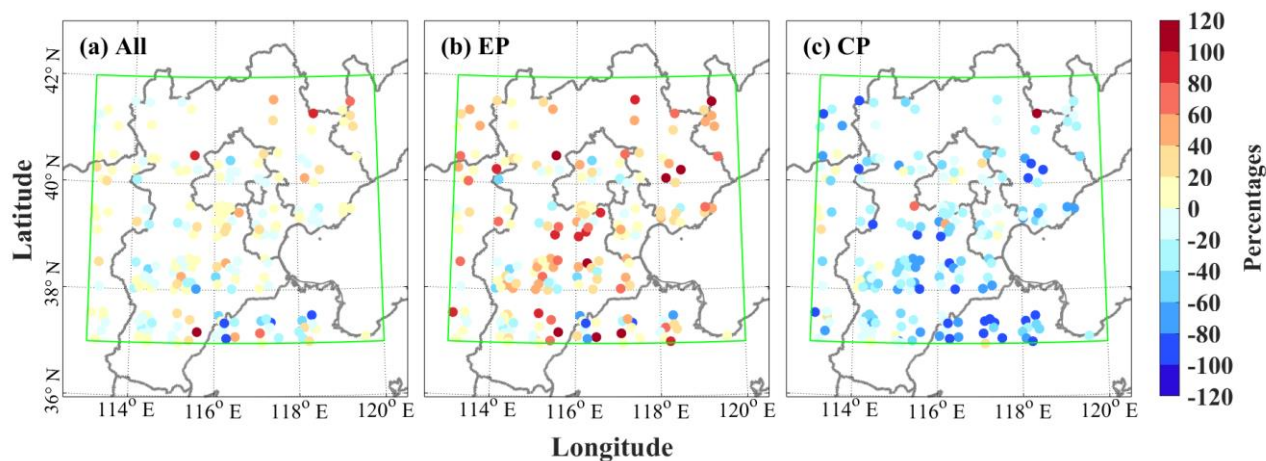 (a) All
(b) EP
(c) CP
120
100
80
60
40
20
0
-20
-40
-60
-80
-100
-120
Percentages
Latitude
42° N
40° N
38° N
36° N
114° E 116° E 118° E 120° E
114° E 116° E 118° E 120° E
114° E 116° E 118° E 120° E
Longitude